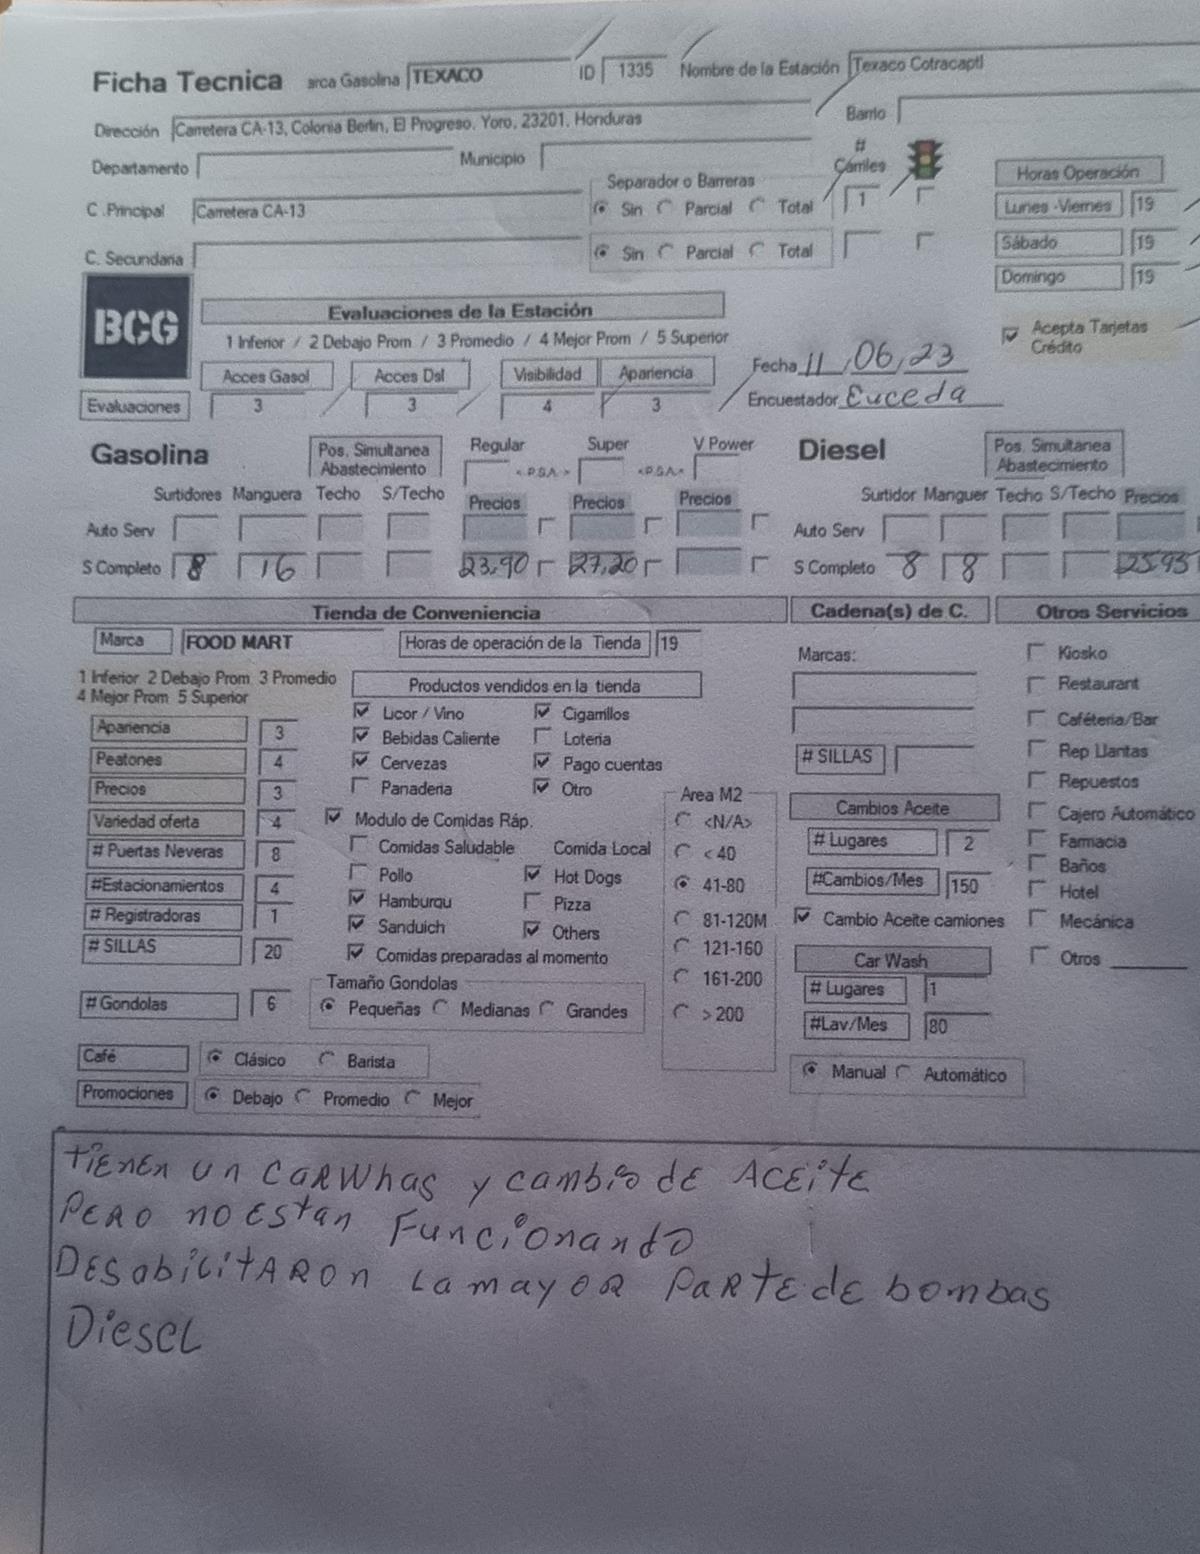 Ficha Tecnica arca Gasolina TEXACO ID 1335 Nombre de la Estación Texaco Cotracaptl
Dirección Carretera CA-13, Colonia Berlin, El Progreso, Yoro, 23201, Honduras Barrio
Departamento Municipio # Carriles Horas Operación
Separador o Barreras
C .Principal Carretera CA-13 Sin Parcial Total 1 Lunes -Viernes 19
C. Secundaria Sin Parcial Total Sábado 19
Domingo 19
BCG Evaluaciones de la Estación
1 Inferior / 2 Debajo Prom / 3 Promedio / 4 Mejor Prom / 5 Superior
Acepta Tarjetas Crédito
Acces Gasol Acces Dsl Visibilidad Apariencia Fecha 11,06,23
Evaluaciones 3 3 4 3 Encuestador Euceda
Gasolina Pos. Simultanea Abastecimiento Regular <.P.S.A..> Super <.P.S.A.> V Power Diesel Pos. Simultanea Abastecimiento
Surtidores Manguera Techo S/Techo Precios Precios Precios Surtidor Manguer Techo S/Techo Precios
Auto Serv Auto Serv
S Completo 8 16 23,90 27,20 S Completo 8 8 25.95
Tienda de Conveniencia Cadena(s) de C. Otros Servicios
Marca FOOD MART Horas de operación de la Tienda 19 Marcas: Kiosko
1 Inferior 2 Debajo Prom 3 Promedio
4 Mejor Prom 5 Superior
Productos vendidos en la tienda Restaurant
Apariencia 3 Licor / Vino Cigarrillos Caféteria/Bar
Peatones 4 Bebidas Caliente Loteria # SILLAS Rep Llantas
Precios 3 Cervezas Pago cuentas Repuestos
Panaderia Otro Area M2 Cambios Aceite Cajero Automático
Variedad oferta 4 Modulo de Comidas Ráp. <N/A> # Lugares 2 Farmacia
# Puertas Neveras 8 Comidas Saludable Comida Local < 40 Baños
#Estacionamientos 4 Pollo Hot Dogs 41-80 #Cambios/Mes 150 Hotel
# Registradoras 1 Hamburqu Pizza 81-120M Cambio Aceite camiones Mecánica
# SILLAS 20 Sanduich Others 121-160 Car Wash Otros
Comidas preparadas al momento
# Gondolas 6 Tamaño Gondolas 161-200 # Lugares 1
Pequeñas Medianas Grandes > 200 #Lav/Mes 80
Café Clásico Barista Manual Automático
Promociones Debajo Promedio Mejor
TIENEN un CARWhas y cambio de ACEite
PERO no EStan Funcionando
DESabilitARON La mayor PaRTE de bombas
Diesel